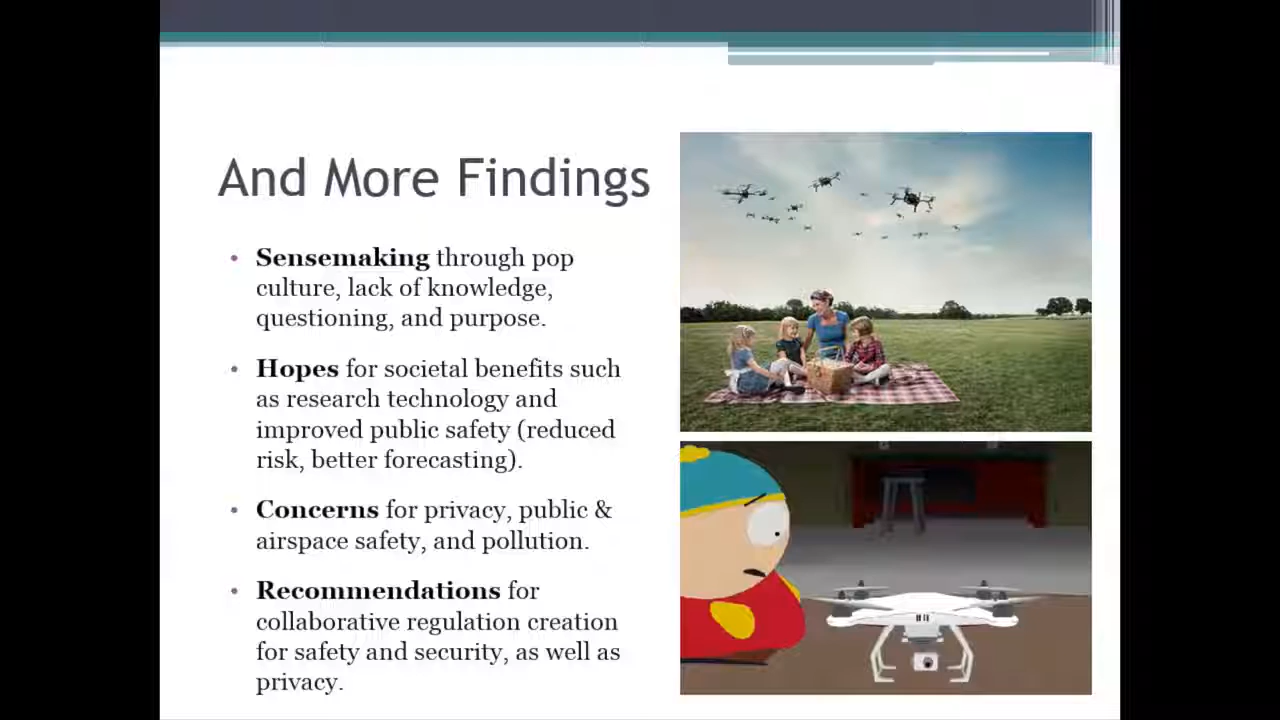 And More Findings
• Sensemaking through pop
culture, lack of knowledge,
questioning, and purpose.
• Hopes for societal benefits such
as research technology and
improved public safety (reduced
risk, better forecasting).
• Concerns for privacy, public &
airspace safety, and pollution.
• Recommendations for
collaborative regulation creation
for safety and security, as well as
privacy.